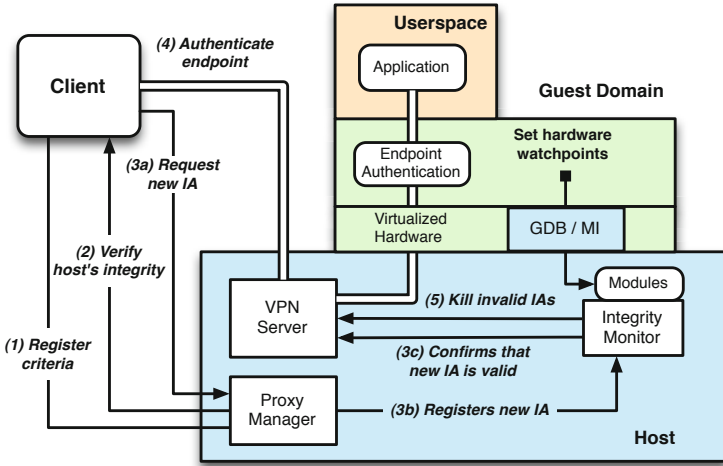 Userspace
(4) Authenticate
endpoint
Application
Client
Guest Domain
Set hardware
watchpoints
Endpoint
Authentication
(3a) Request
new IA
Virtualized
Hardware
GDB / MI
(2) Verify
host's integrity
Modules
VPN
Server
(5) Kill invalid IAs
Integrity
Monitor
(1) Register
criteria
(3c) Confirms that
new IA is valid
Proxy
Manager
(3b) Registers new IA
Host